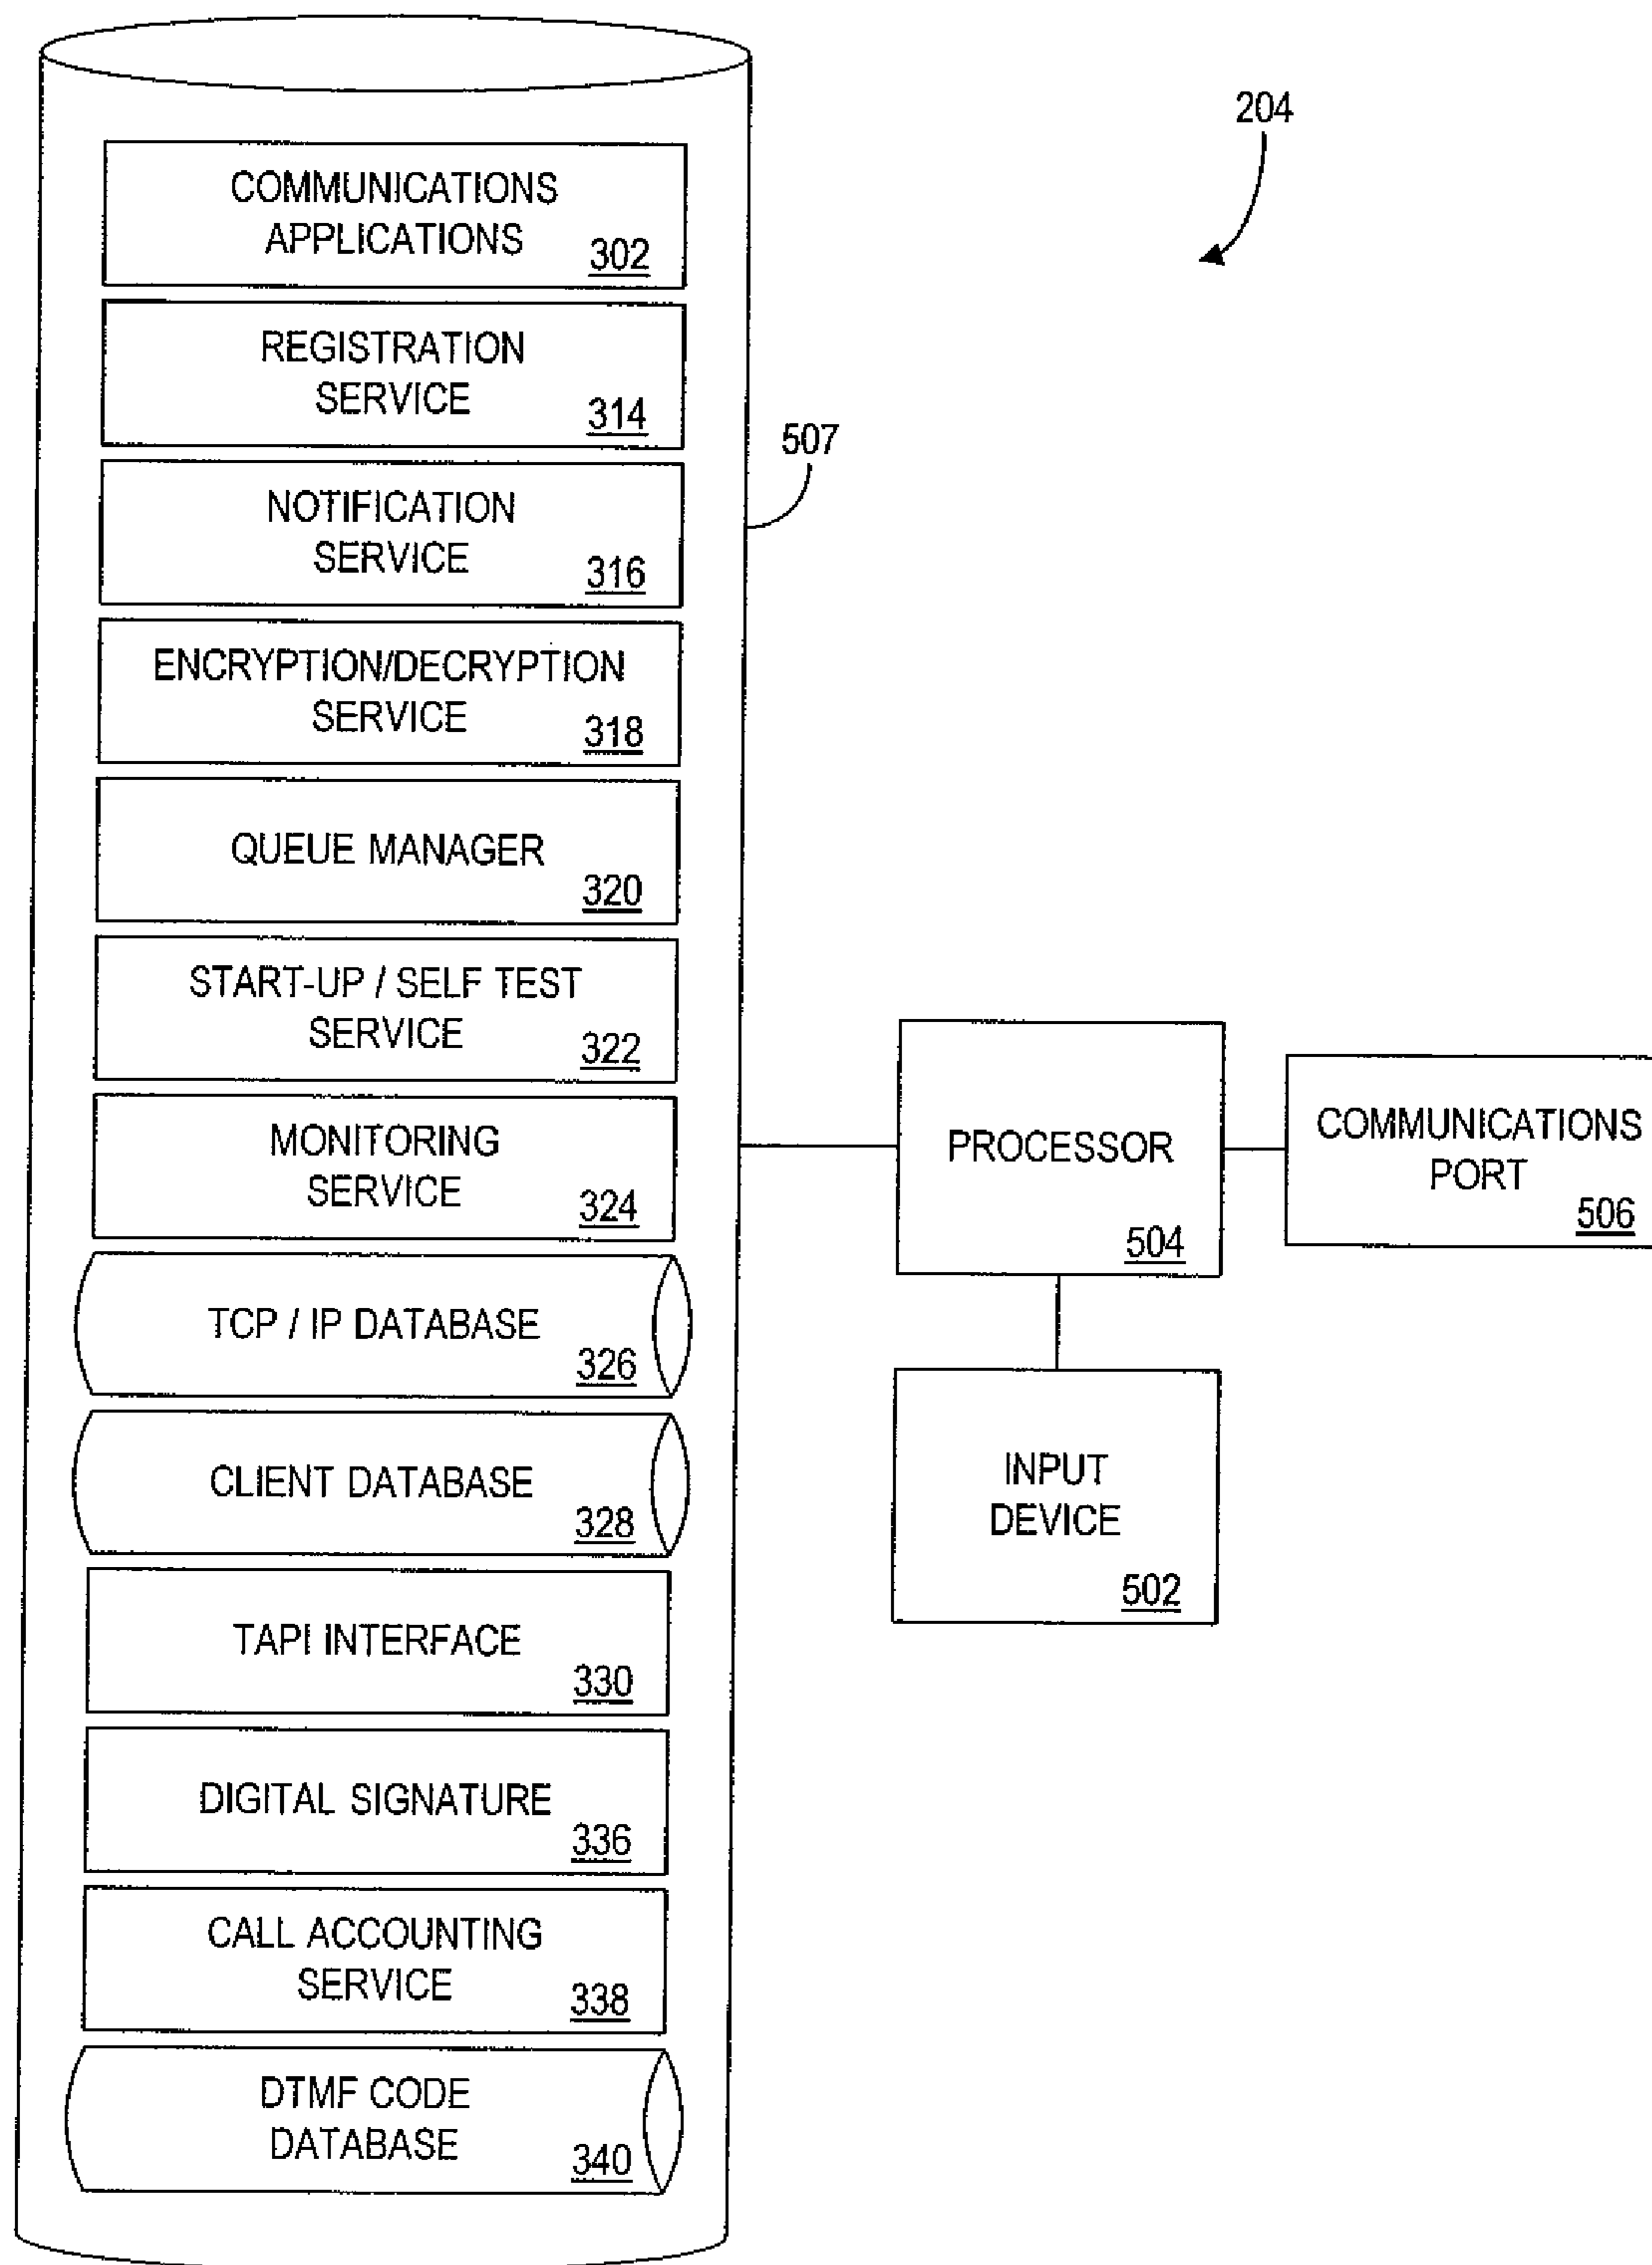 204
COMMUNICATIONS
APPLICATIONS
302
REGISTRATION
SERVICE
314
507
NOTIFICATION
SERVICE
316
ENCRYPTION/DECRYPTION
SERVICE
318
QUEUE MANAGER
320
START-UP / SELF TEST
SERVICE
322
MONITORING
SERVICE
324
TCP / IP DATABASE
326
CLIENT DATABASE
328
TAPI INTERFACE
330
DIGITAL SIGNATURE
336
CALL ACCOUNTING
SERVICE
338
DTMF CODE
DATABASE
340
PROCESSOR
504
COMMUNICATIONS
PORT
506
INPUT
DEVICE
502